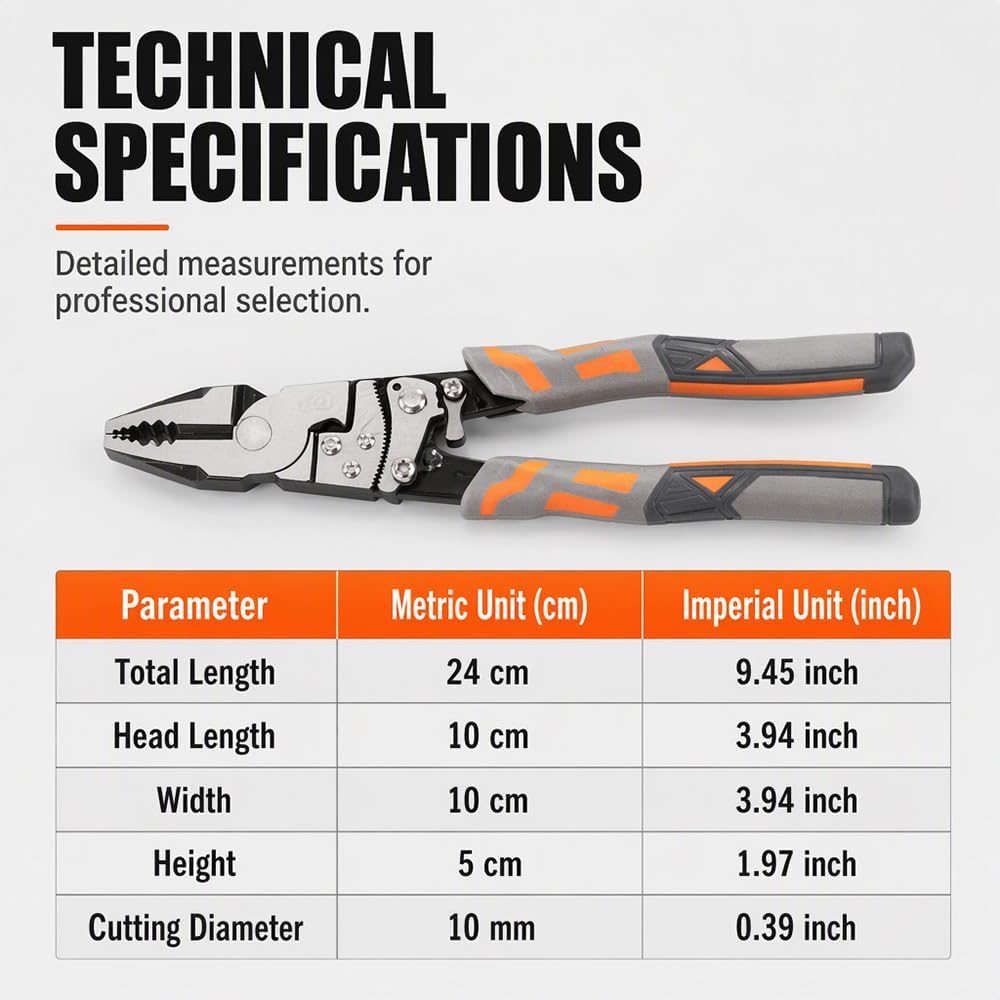 TECHNICAL
SPECIFICATIONS
Detailed measurements for
professional selection.
Parameter Metric Unit (cm) Imperial Unit (inch)
Total Length 24 cm 9.45 inch
Head Length 10 cm 3.94 inch
Width 10 cm 3.94 inch
Height 5 cm 1.97 inch
Cutting Diameter 10 mm 0.39 inch